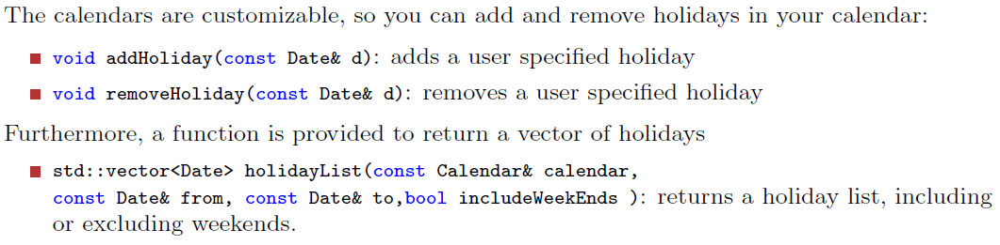 The calendars are customizable, so you can add and remove holidays in your calendar:
void addHoliday(const Date& d): adds a user specified holiday
void removeHoliday(const Date& d): removes a user specified holiday
Furthermore, a function is provided to return a vector of holidays
std::vector<Date> holidayList(const Calendar& calendar,
const Date& from, const Date& to,bool includeWeekEnds ): returns a holiday list, including
or excluding weekends.